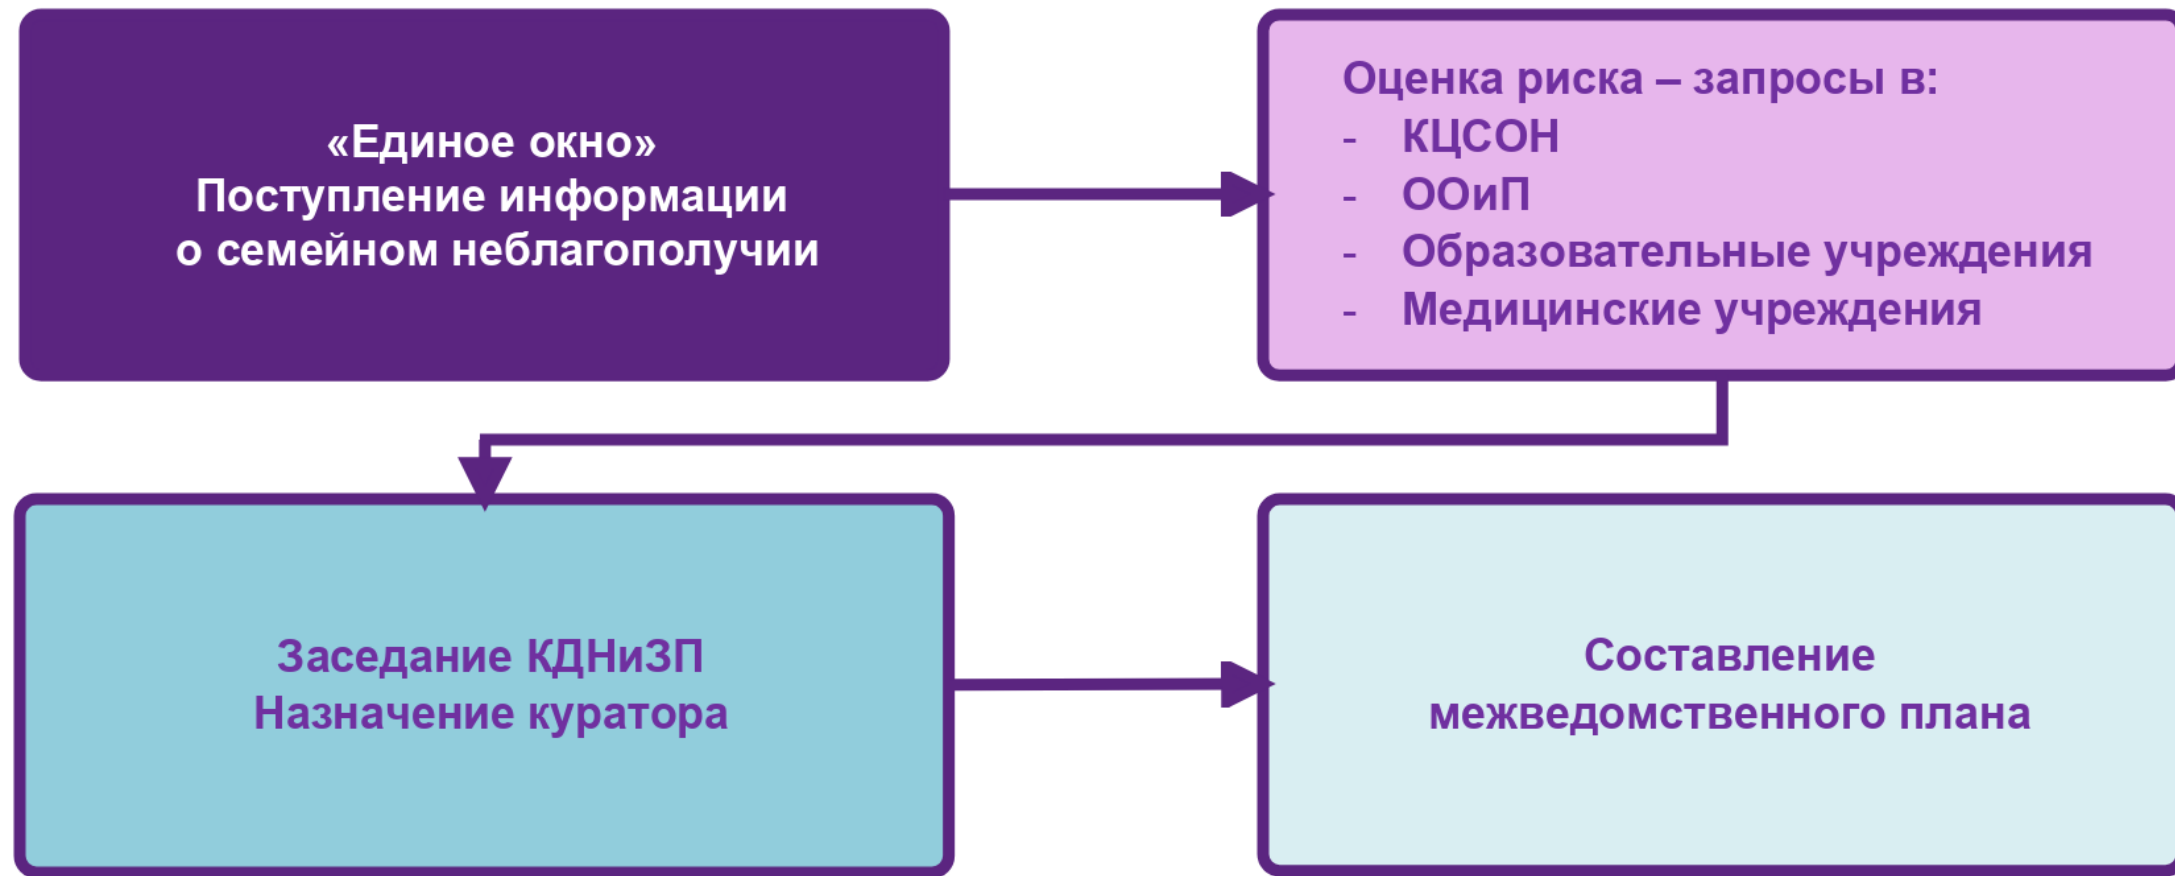 «Единое окно»
Поступление информации
о семейном неблагополучии
Оценка риска – запросы в:
- КЦСОН
- ООиП
- Образовательные учреждения
- Медицинские учреждения
Заседание КДНиЗП
Назначение куратора
Составление
межведомственного плана